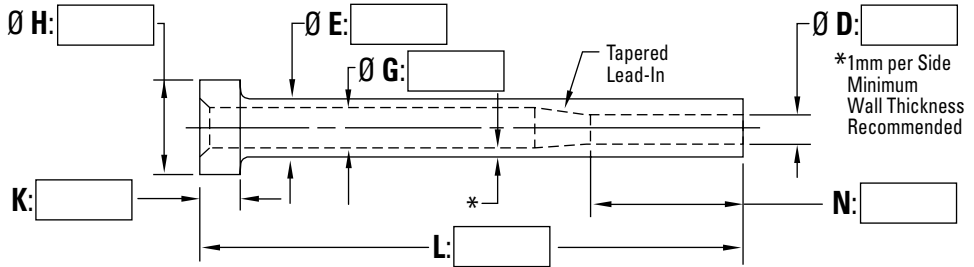 Ø H:
Ø E:
Ø G:
Tapered
Lead-In
Ø D:
*1mm per Side
Minimum
Wall Thickness
Recommended
K:
*
N:
L: